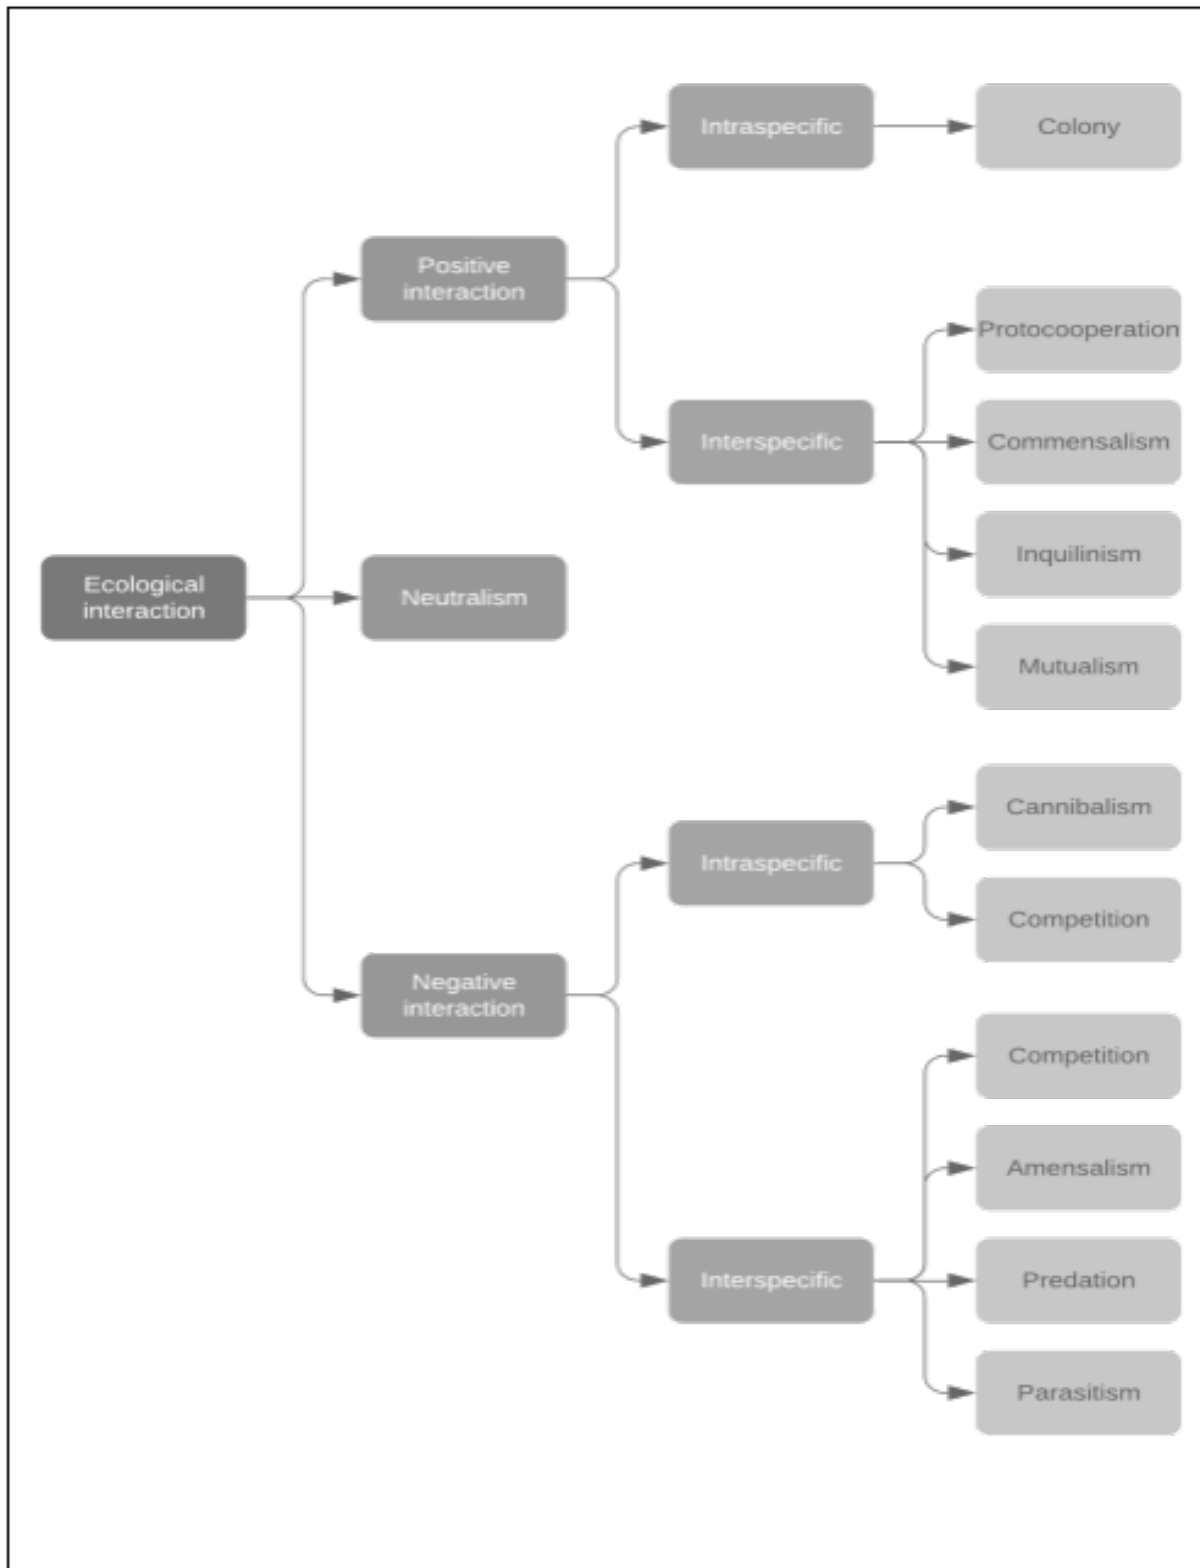 Intraspecific
Colony
Positive
interaction
Protocooperation
Interspecific
Commensalism
Inquilinism
Ecological
interaction
Neutralism
Mutualism
Cannibalism
Intraspecific
Competition
Negative
interaction
Competition
Amensalism
Interspecific
Predation
Parasitism